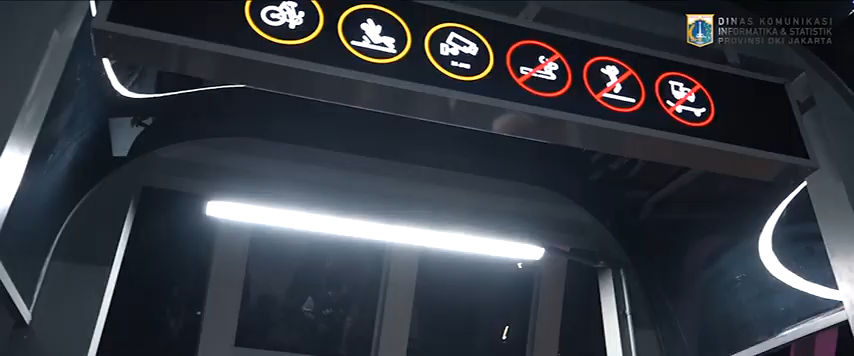 DINAS KOMUNIKASI
INFORMATIKA & STATISTIK
PROVINSI DKI JAKARTA